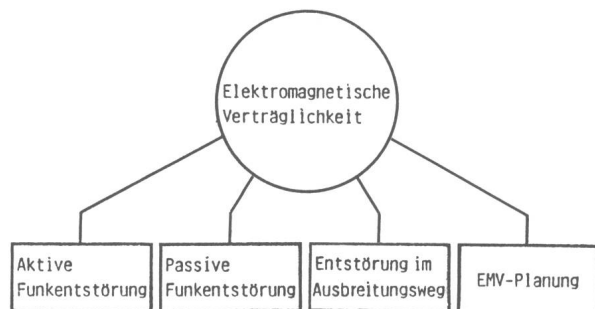 Elektromagnetische
Verträglichkeit
Aktive
Funkentstörung
Passive
Funkentstörung
Entstörung im
Ausbreitungsweg
EMV-Planung